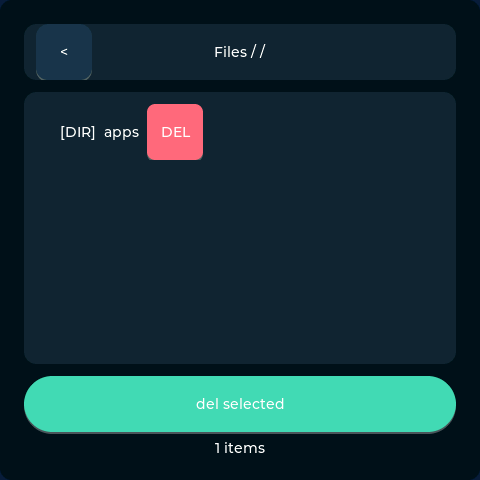 < Files / /
[DIR] apps DEL
del selected
1 items